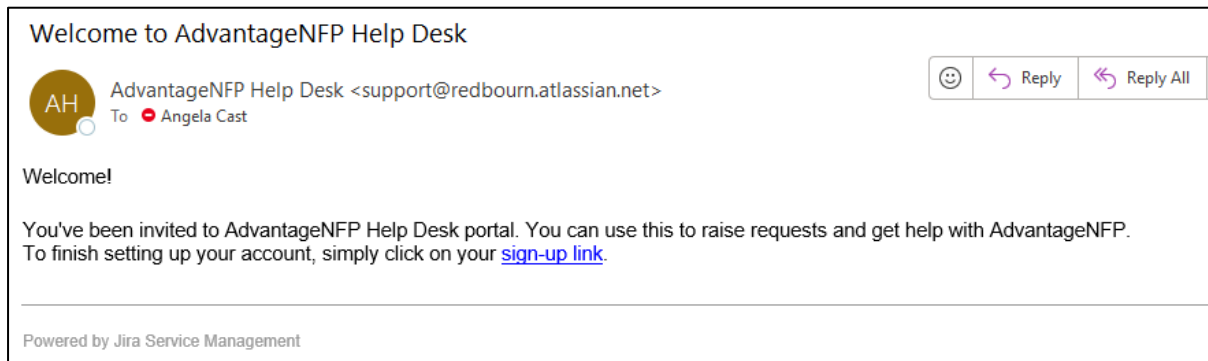 Welcome to AdvantageNFP Help Desk
AH
AdvantageNFP Help Desk <support@redbourn.atlassian.net>
Reply
Reply All
To Angela Cast
Welcome!
You've been invited to AdvantageNFP Help Desk portal. You can use this to raise requests and get help with AdvantageNFP.
To finish setting up your account, simply click on your sign-up link.
Powered by Jira Service Management